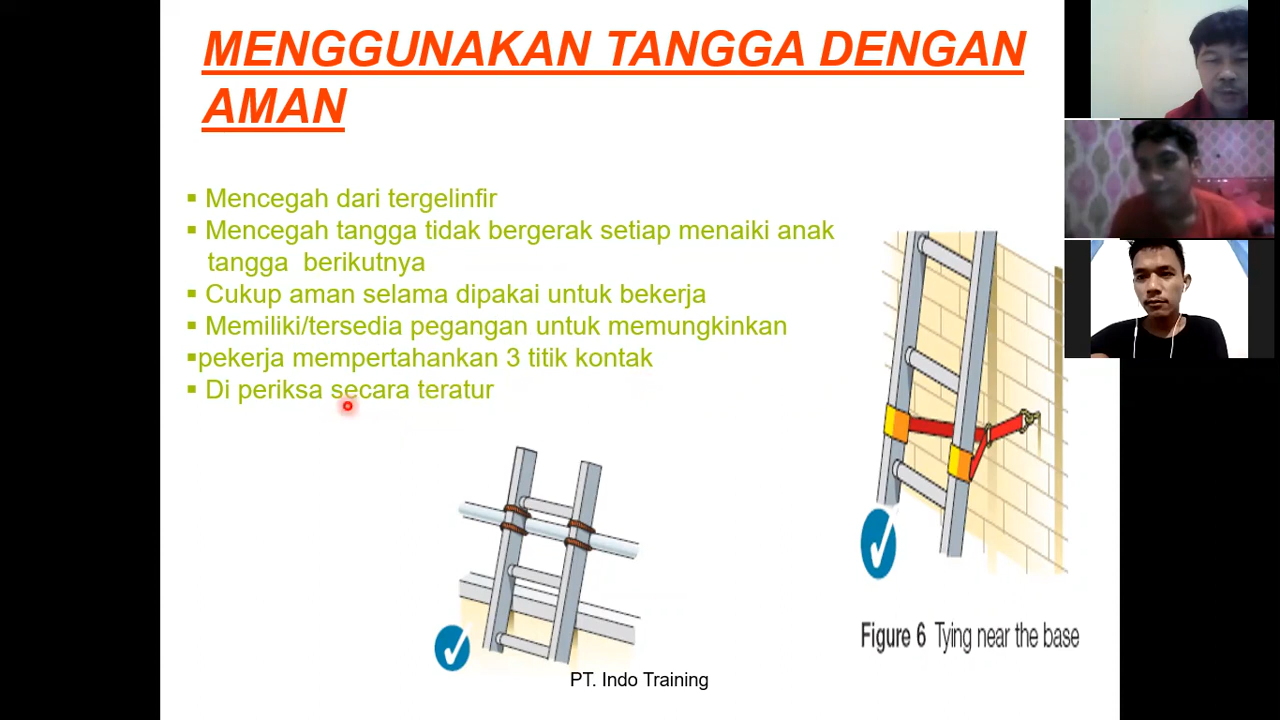 MENGGUNAKAN TANGGA DENGAN
AMAN
▪ Mencegah dari tergelinfir
▪ Mencegah tangga tidak bergerak setiap menaiki anak
tangga berikutnya
▪ Cukup aman selama dipakai untuk bekerja
▪ Memiliki/tersedia pegangan untuk memungkinkan
▪pekerja mempertahankan 3 titik kontak
▪ Di periksa secara teratur
Figure 6 Tying near the base
PT. Indo Training